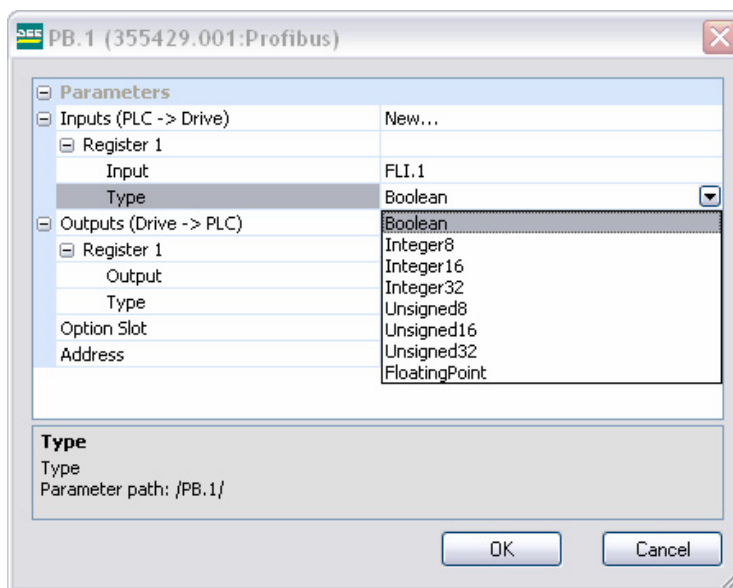 PB.1 (355429.001:Profibus)
Parameters
Inputs (PLC -> Drive) New...
Register 1
Input FLI.1
Type Boolean
Outputs (Drive -> PLC) Boolean
Register 1 Integer8
Integer16
Output Integer32
Type Unsigned8
Option Slot Unsigned16
Address Unsigned32
FloatingPoint
Type
Type
Parameter path: /PB.1/
OK Cancel